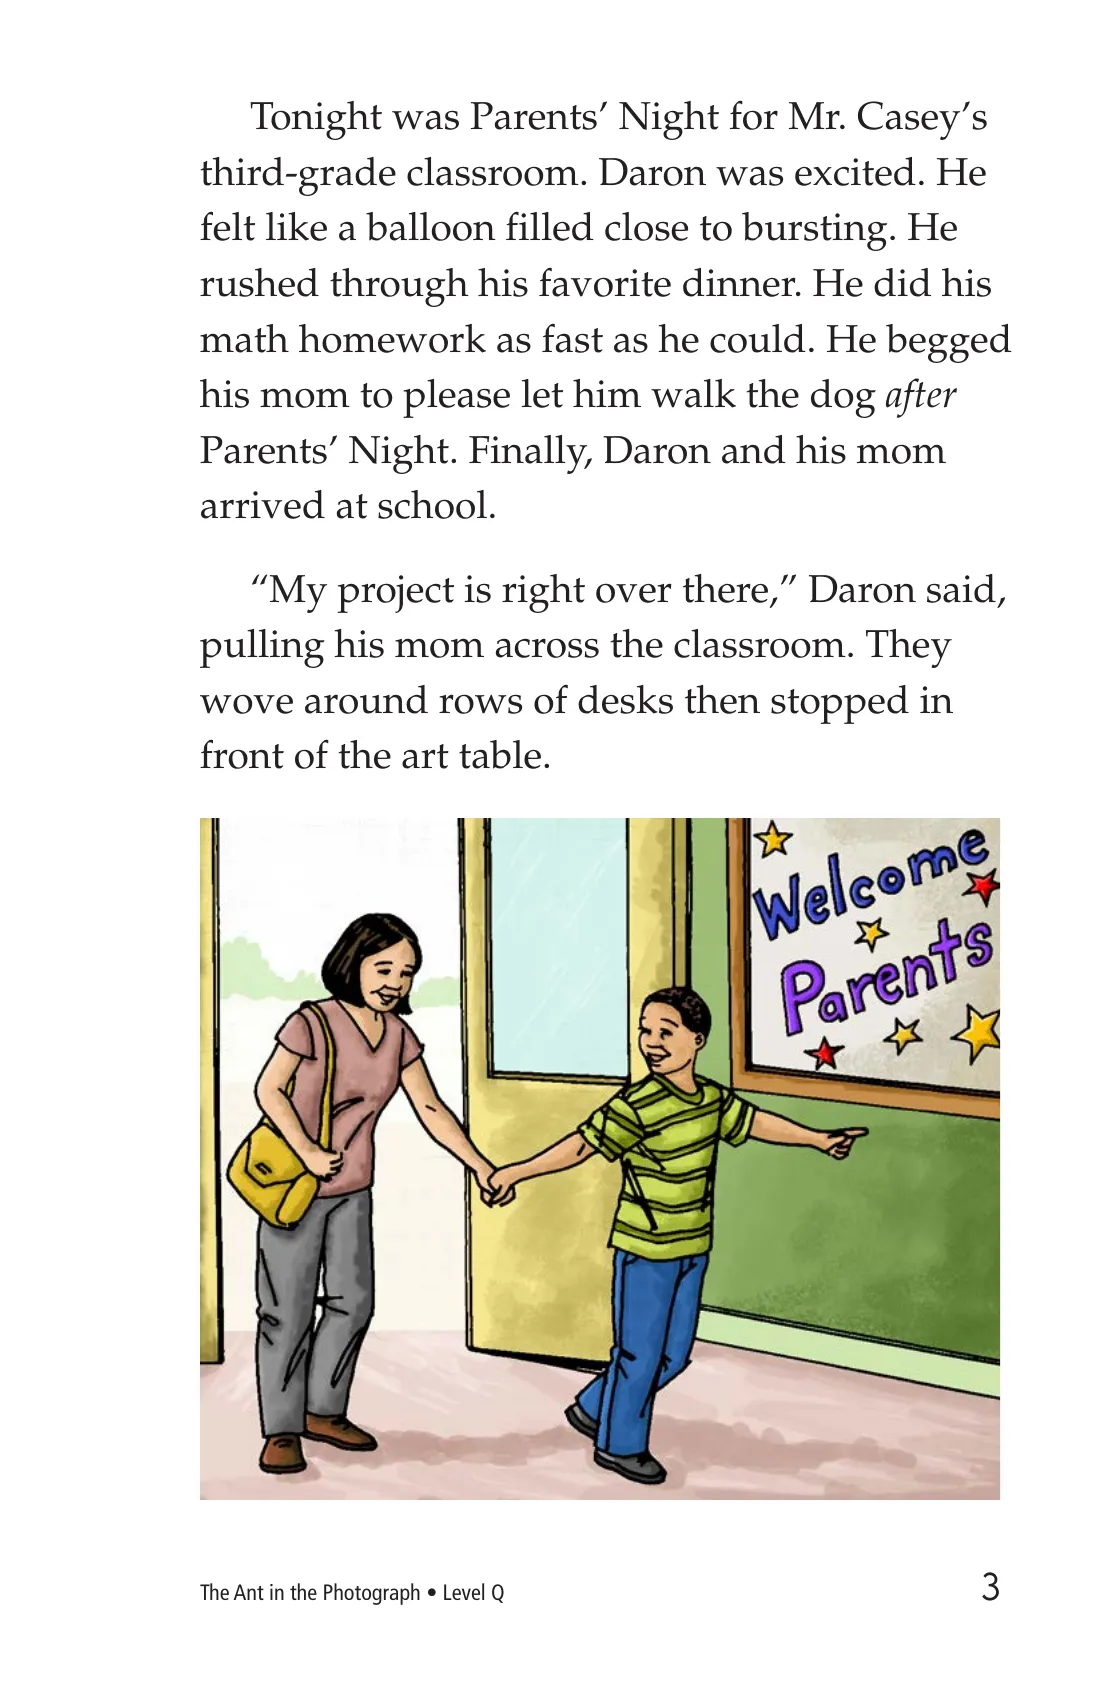 Tonight was Parents’ Night for Mr. Casey’s
third-grade classroom. Daron was excited. He
felt like a balloon filled close to bursting. He
rushed through his favorite dinner. He did his
math homework as fast as he could. He begged
his mom to please let him walk the dog after
Parents’ Night. Finally, Daron and his mom
arrived at school.
“My project is right over there,” Daron said,
pulling his mom across the classroom. They
wove around rows of desks then stopped in
front of the art table.
Welcome
Parents
The Ant in the Photograph • Level Q
3